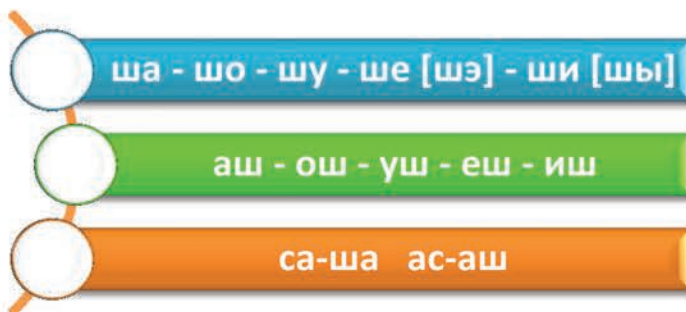 ша - шо - шу - ше [шэ] - ши [шы]
аш - ош - уш - еш - иш
са-ша ас-аш